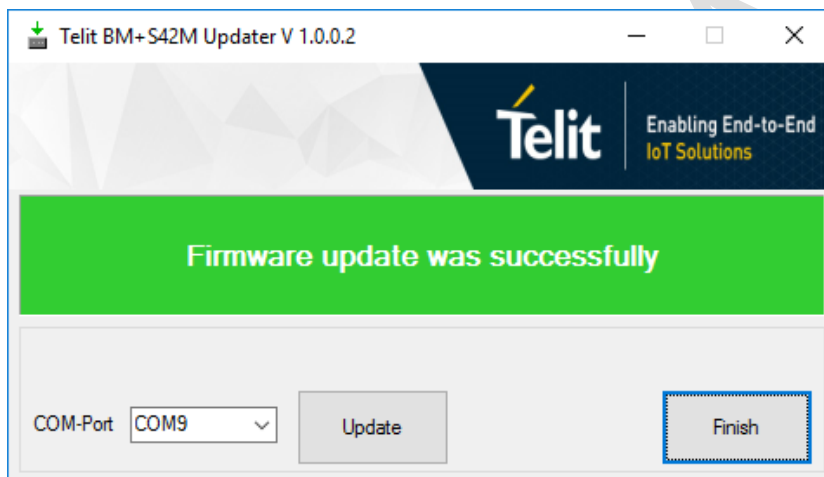 Telit BM+S42M Updater V 1.0.0.2
Telit
Enabling End-to-End
IoT Solutions
Firmware update was successfully
COM-Port COM9 Update Finish